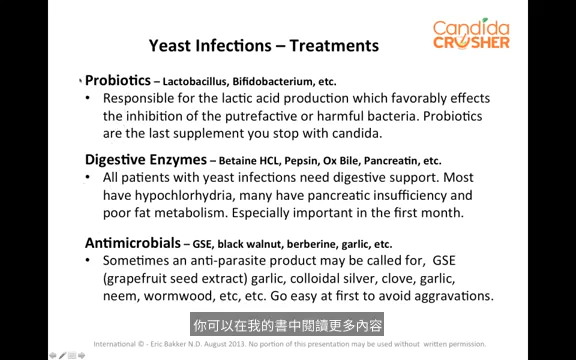 Candida
CRUSHER
Yeast Infections – Treatments
Probiotics – Lactobacillus, Bifidobacterium, etc.
• Responsible for the lactic acid production which favorably effects
the inhibition of the putrefactive or harmful bacteria. Probiotics
are the last supplement you stop with candida.
Digestive Enzymes – Betaine HCL, Pepsin, Ox Bile, Pancreatin, etc.
• All patients with yeast infections need digestive support. Most
have hypochlorhydria, many have pancreatic insufficiency and
poor fat metabolism. Especially important in the first month.
Antimicrobials – GSE, black walnut, berberine, garlic, etc.
• Sometimes an anti-parasite product may be called for, GSE
(grapefruit seed extract) garlic, colloidal silver, clove, garlic,
neem, wormwood, etc, etc. Go easy at first to avoid aggravations.
你可以在我的書中閱讀更多內容
International © - Eric Bakker N.D. August 2013. No portion of this presentation may be used without written permission.